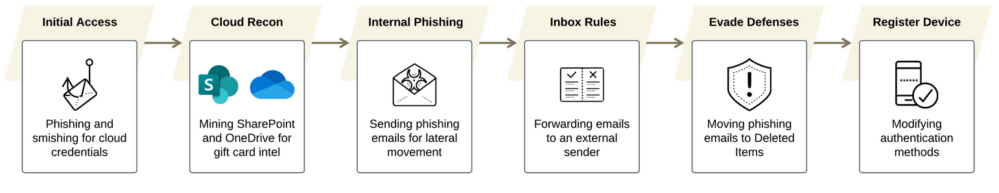 Initial Access
Cloud Recon
Internal Phishing
Inbox Rules
Evade Defenses
Register Device
Phishing and
smishing for cloud
credentials
S
Mining SharePoint
and OneDrive for
gift card intel
Sending phishing
emails for lateral
movement
Forwarding emails
to an external
sender
Moving phishing
emails to Deleted
Items
Modifying
authentication
methods